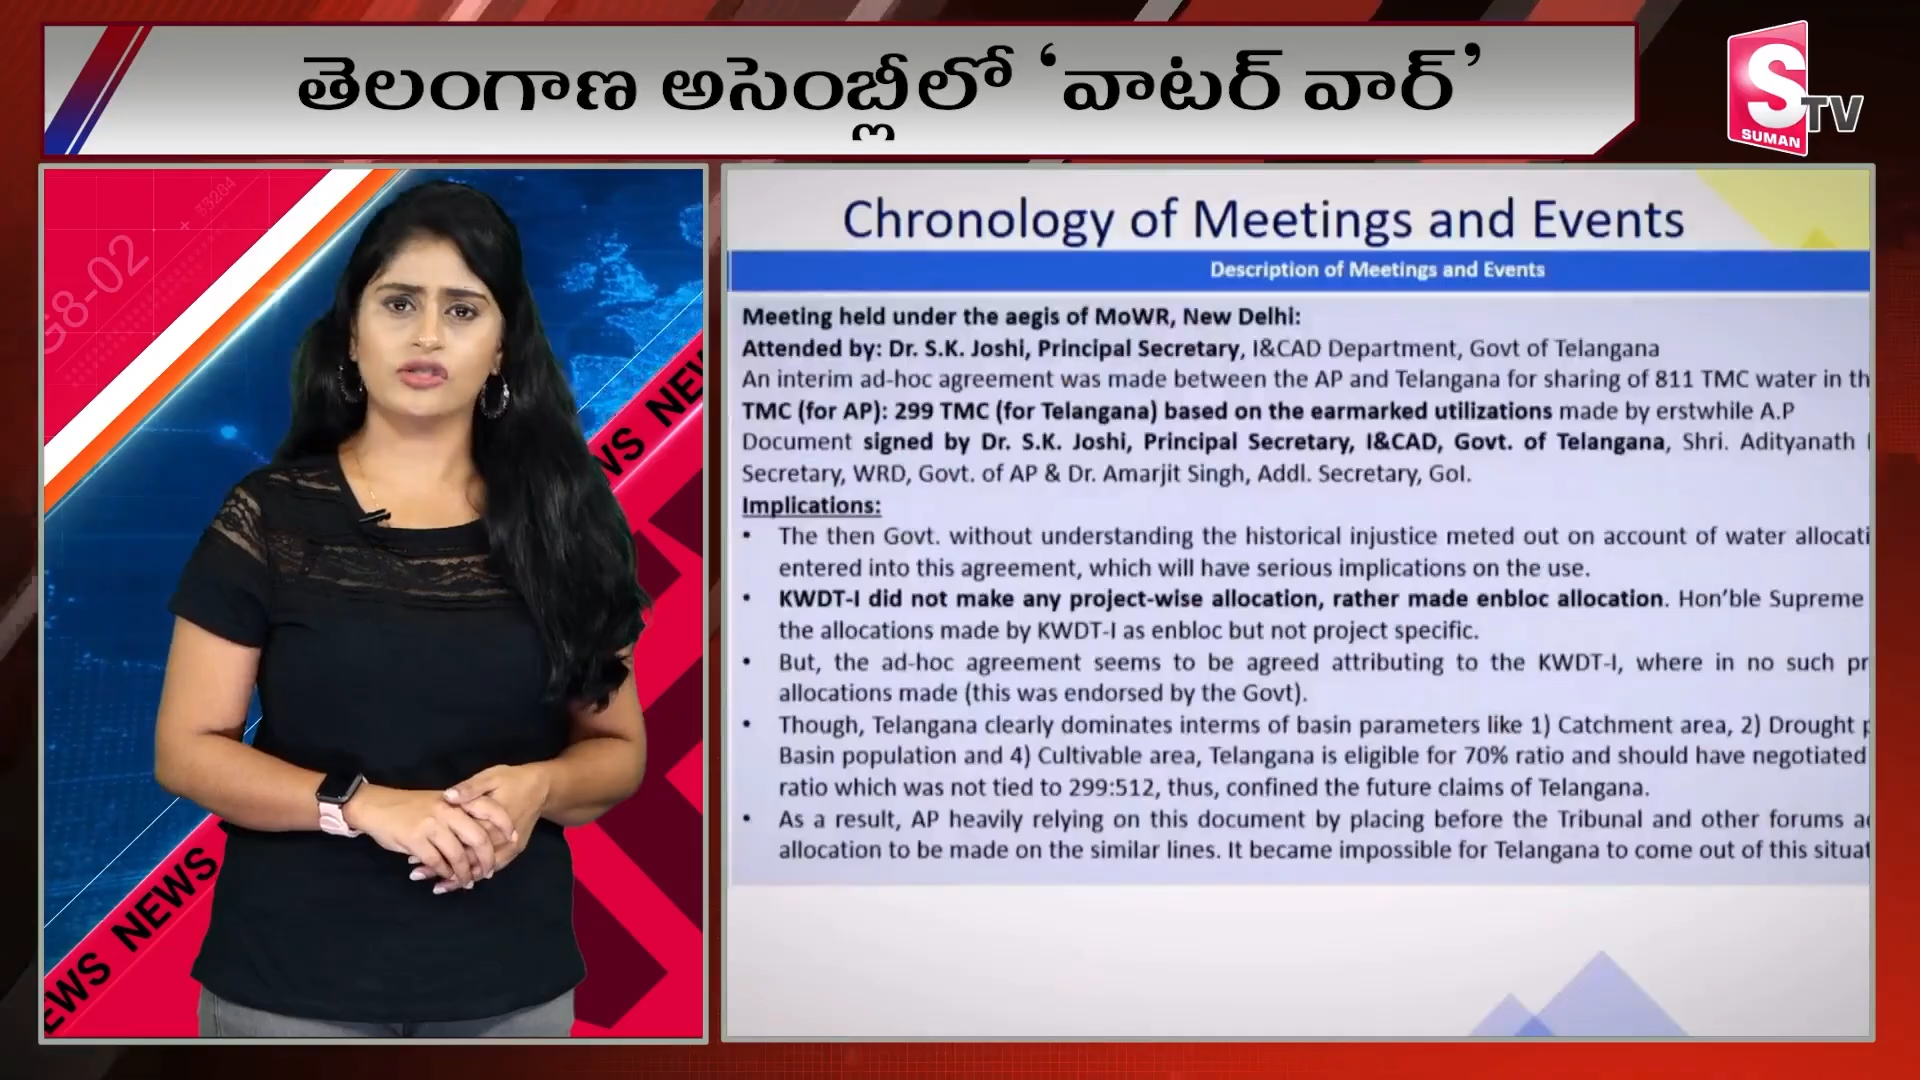 తెలంగాణ అసెంబ్లీలో ‘వాటర్ వార్’
S TV
SUMAN
33284
G8-02
NEWS
NEWS
NEWS
Chronology of Meetings and Events
Description of Meetings and Events
Meeting held under the aegis of MoWR, New Delhi:
Attended by: Dr. S.K. Joshi, Principal Secretary, I&CAD Department, Govt of Telangana
An interim ad-hoc agreement was made between the AP and Telangana for sharing of 811 TMC water in th
TMC (for AP): 299 TMC (for Telangana) based on the earmarked utilizations made by erstwhile A.P
Document signed by Dr. S.K. Joshi, Principal Secretary, I&CAD, Govt. of Telangana, Shri. Adityanath
Secretary, WRD, Govt. of AP & Dr. Amarjit Singh, Addl. Secretary, GoI.
Implications:
• The then Govt. without understanding the historical injustice meted out on account of water allocati
entered into this agreement, which will have serious implications on the use.
• KWDT-I did not make any project-wise allocation, rather made enbloc allocation. Hon’ble Supreme
the allocations made by KWDT-I as enbloc but not project specific.
• But, the ad-hoc agreement seems to be agreed attributing to the KWDT-I, where in no such pr
allocations made (this was endorsed by the Govt).
• Though, Telangana clearly dominates interms of basin parameters like 1) Catchment area, 2) Drought p
Basin population and 4) Cultivable area, Telangana is eligible for 70% ratio and should have negotiated
ratio which was not tied to 299:512, thus, confined the future claims of Telangana.
• As a result, AP heavily relying on this document by placing before the Tribunal and other forums a
allocation to be made on the similar lines. It became impossible for Telangana to come out of this situat